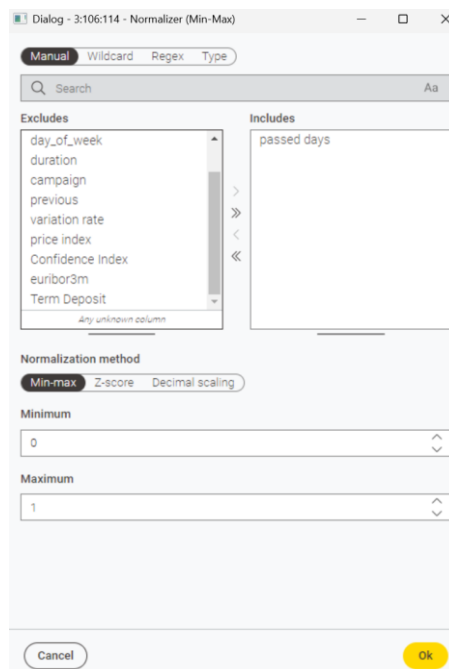 Dialog - 3:106:114 - Normalizer (Min-Max)
Manual Wildcard Regex Type
Search Aa
Excludes Includes
day_of_week passed days
duration
campaign
previous
variation rate
price index
Confidence Index
euribor3m
Term Deposit
Any unknown column
Normalization method
Min-max Z-score Decimal scaling
Minimum
0
Maximum
1
Cancel Ok